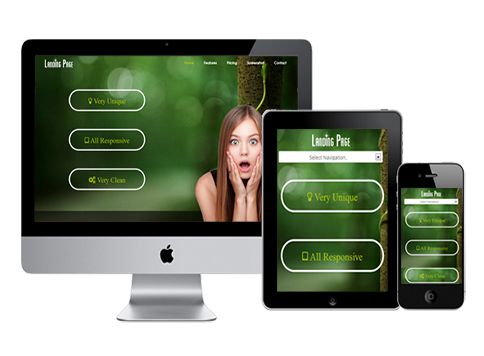 Landing Page
Home Features Pricing Screenshot Contact
Very Unique
All Responsive
Very Clean
Landing Page
Select Navigation..
Very Unique
All Responsive
Landing Page
Select Navigation..
Very Unique
All Responsive
Very Clean